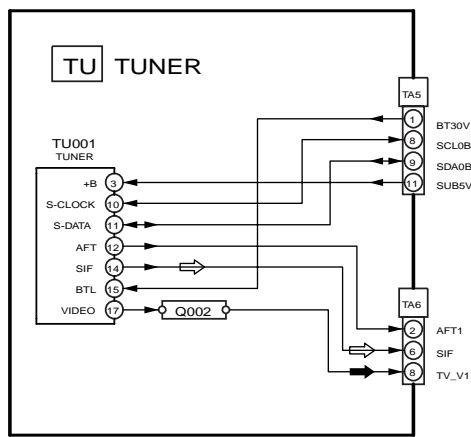 TU TUNER
TU001
TUNER
+B 3
S-CLOCK 10
S-DATA 11
AFT 12
SIF 14
BTL 15
VIDEO 17
Q002
TA5
1 BT30V
8 SCL0B
9 SDA0B
11 SUB5V
TA6
2 AFT1
6 SIF
8 TV_V1